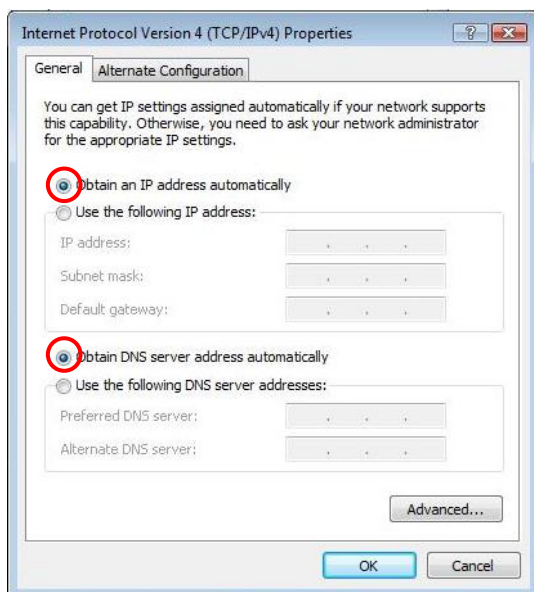 Internet Protocol Version 4 (TCP/IPv4) Properties
General
Alternate Configuration
You can get IP settings assigned automatically if your network supports
this capability. Otherwise, you need to ask your network administrator
for the appropriate IP settings.
Obtain an IP address automatically
Use the following IP address:
IP address:
Subnet mask:
Default gateway:
Obtain DNS server address automatically
Use the following DNS server addresses:
Preferred DNS server:
Alternate DNS server:
Advanced...
OK
Cancel